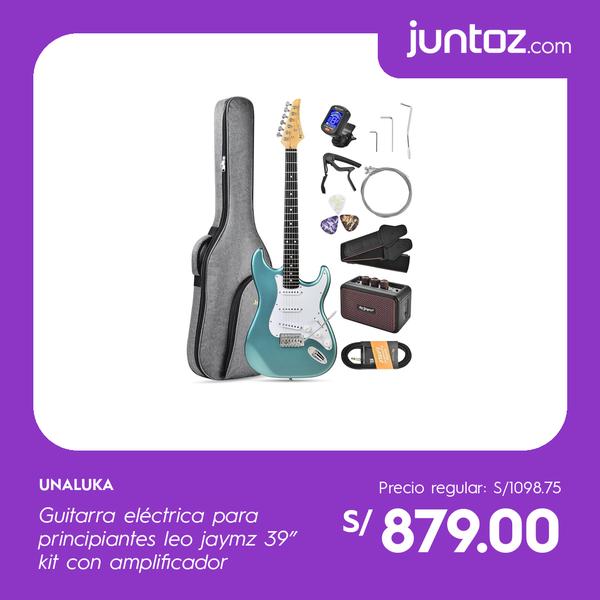 juntoz.com
UNALUKA
Guitarra eléctrica para
principiantes leo jaymz 39"
kit con amplificador
Precio regular: S/1098.75
S/ 879.00